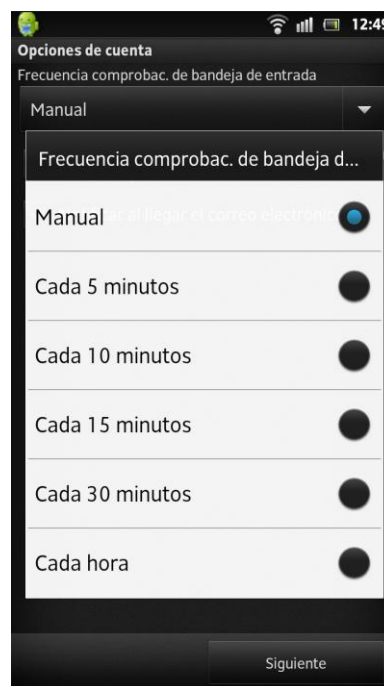 12:49
Opciones de cuenta
Frecuencia comprobac. de bandeja de entrada
Manual
Frecuencia comprobac. de bandeja d...
Manual
Cada 5 minutos
Cada 10 minutos
Cada 15 minutos
Cada 30 minutos
Cada hora
Siguiente